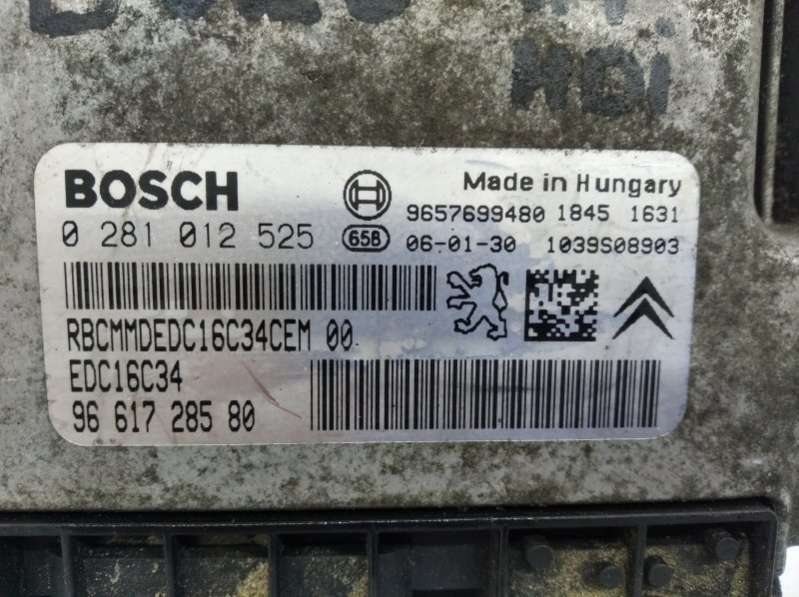 HDi
BOSCH
Made in Hungary
9657699480 1845 1631
0 281 012 525 658 06-01-30 1039S08903
RBCMMDEDC16C34CEM 00
EDC16C34
96 617 285 80